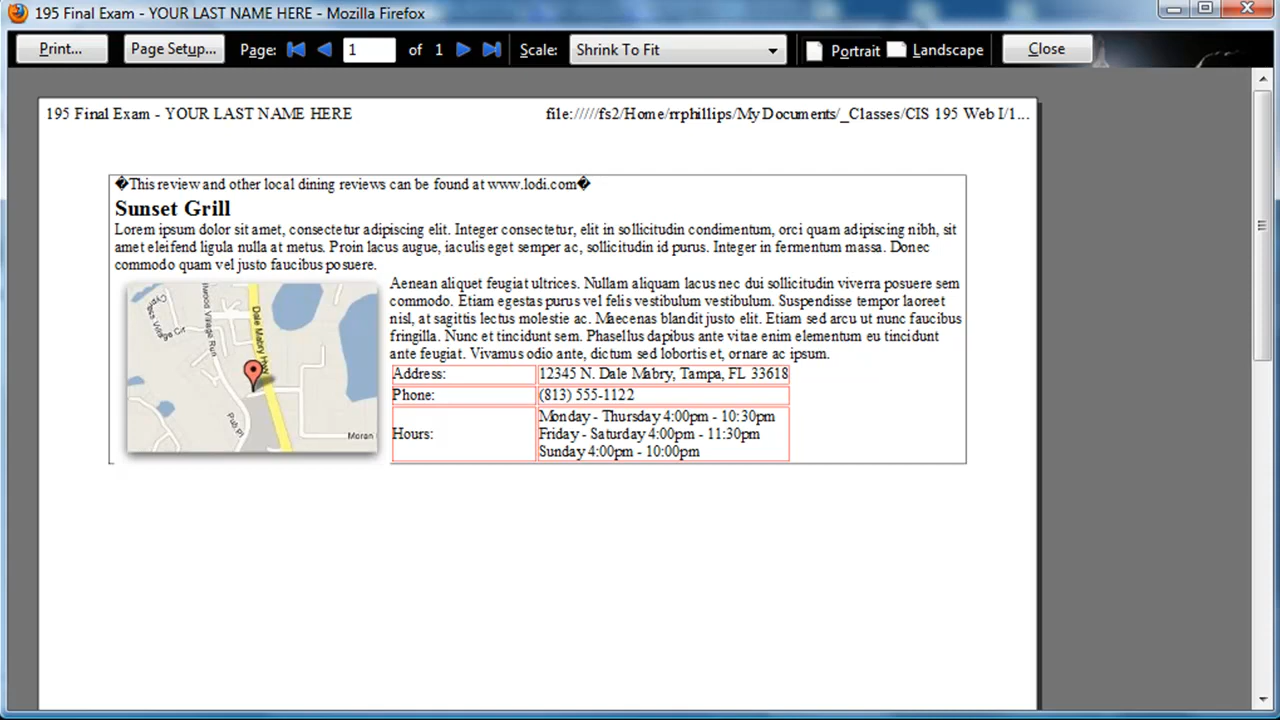 195 Final Exam - YOUR LAST NAME HERE - Mozilla Firefox
Print... Page Setup... Page: 1 of 1 Scale: Shrink To Fit Portrait Landscape Close
195 Final Exam - YOUR LAST NAME HERE file://///fs2/Home/rrphillips/MyDocuments/_Classes/CIS 195 Web I/1...
�This review and other local dining reviews can be found at www.lodi.com�
Sunset Grill
Lorem ipsum dolor sit amet, consectetur adipiscing elit. Integer consectetur, elit in sollicitudin condimentum, orci quam adipiscing nibh, sit
amet eleifend ligula nulla at metus. Proin lacus augue, iaculis eget semper ac, sollicitudin id purus. Integer in fermentum massa. Donec
commodo quam vel justo faucibus posuere.
Aenean aliquet feugiat ultrices. Nullam aliquam lacus nec dui sollicitudin viverra posuere sem
commodo. Etiam egestas purus vel felis vestibulum vestibulum. Suspendisse tempor laoreet
nisl, at sagittis lectus molestie ac. Maecenas blandit justo elit. Etiam sed arcu ut nunc faucibus
fringilla. Nunc et tincidunt sem. Phasellus dapibus ante vitae enim elementum eu tincidunt
ante feugiat. Vivamus odio ante, dictum sed lobortis et, ornare ac ipsum.
Address: 12345 N. Dale Mabry, Tampa, FL 33618
Phone: (813) 555-1122
Hours: Monday - Thursday 4:00pm - 10:30pm
Friday - Saturday 4:00pm - 11:30pm
Sunday 4:00pm - 10:00pm
Village Cir
Village Run
Dale Mabry Hwy
Pub Pl
Moran